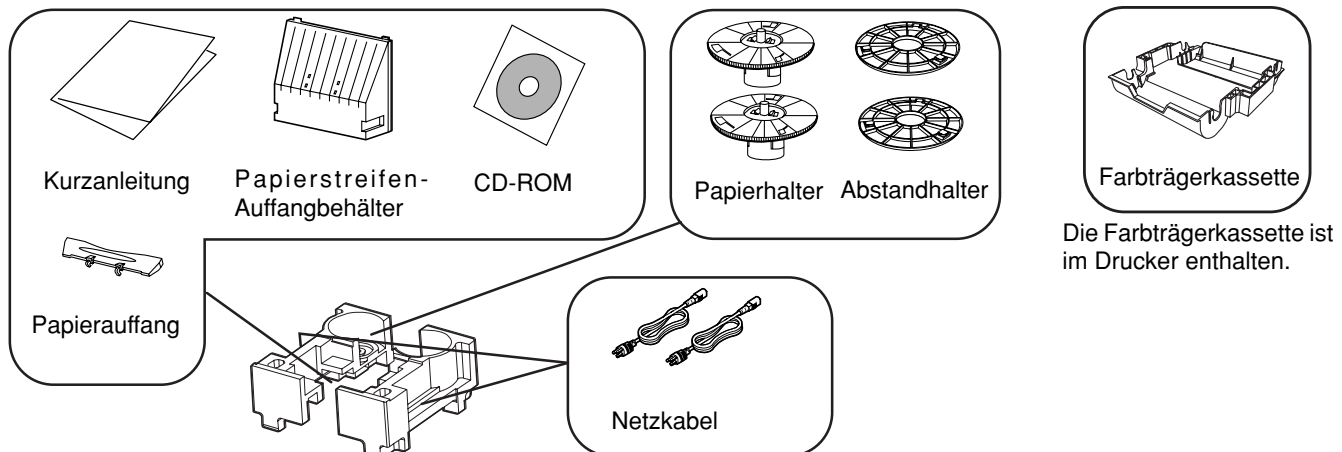 Kurzanleitung
Papierstreifen-
Auffangbehälter
CD-ROM
Papierauffang
Papierhalter
Abstandhalter
Netzkabel
Farbträgerkassette
Die Farbträgerkassette ist
im Drucker enthalten.